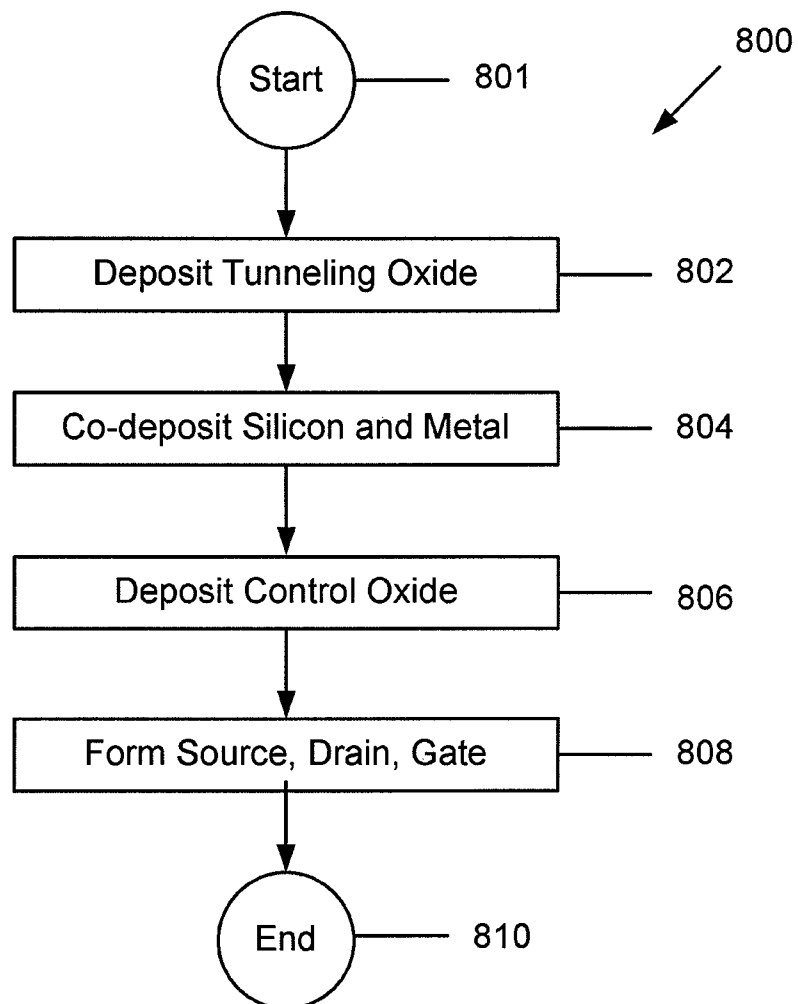 800
Start
801
Deposit Tunneling Oxide
802
Co-deposit Silicon and Metal
804
Deposit Control Oxide
806
Form Source, Drain, Gate
808
End
810